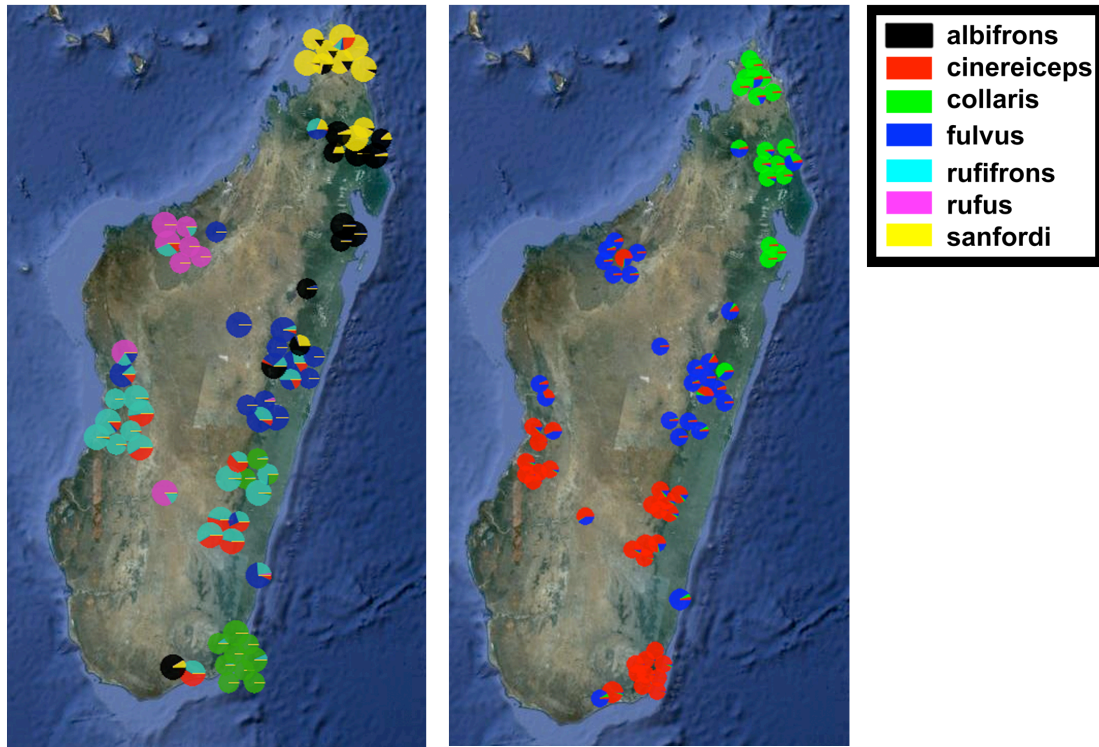 albifrons
cinereiceps
collaris
fulvus
rufifrons
rufus
sanfordi